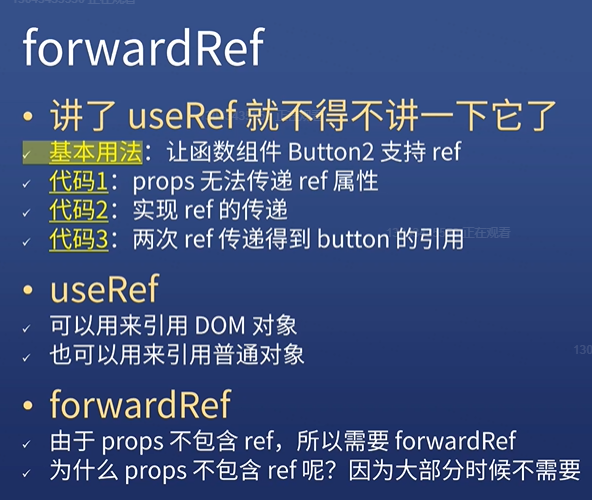 forwardRef
• 讲了 useRef 就不得不讲一下它了
✓ 基本用法：让函数组件 Button2 支持 ref
✓ 代码1：props 无法传递 ref 属性
✓ 代码2：实现 ref 的传递
✓ 代码3：两次 ref 传递得到 button 的引用
正在观看
• useRef
✓ 可以用来引用 DOM 对象
✓ 也可以用来引用普通对象
• forwardRef
✓ 由于 props 不包含 ref，所以需要 forwardRef
✓ 为什么 props 不包含 ref 呢？因为大部分时候不需要